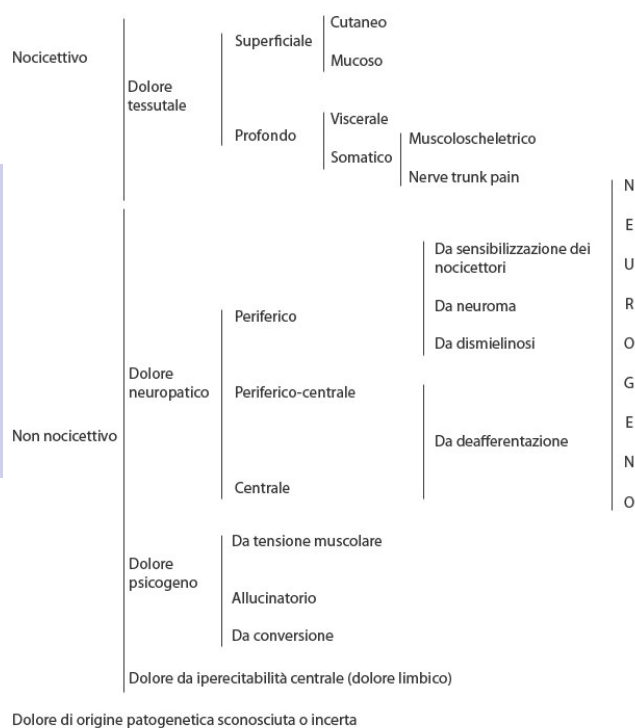 Nocicettivo
Dolore
tessutale
Superficiale
Cutaneo
Mucoso
Profondo
Viscerale
Somatico
Muscoloscheletrico
Nerve trunk pain
Non nocicettivo
Dolore
neuropatico
Periferico
Da sensibilizzazione dei
nocicettori
Da neuroma
Da dismielinosi
Periferico-centrale
Centrale
Da deafferentazione
N
E
U
R
O
G
E
N
O
Dolore
psicogeno
Da tensione muscolare
Allucinatorio
Da conversione
Dolore da iperecitabilità centrale (dolore limbico)
Dolore di origine patogenetica sconosciuta o incerta